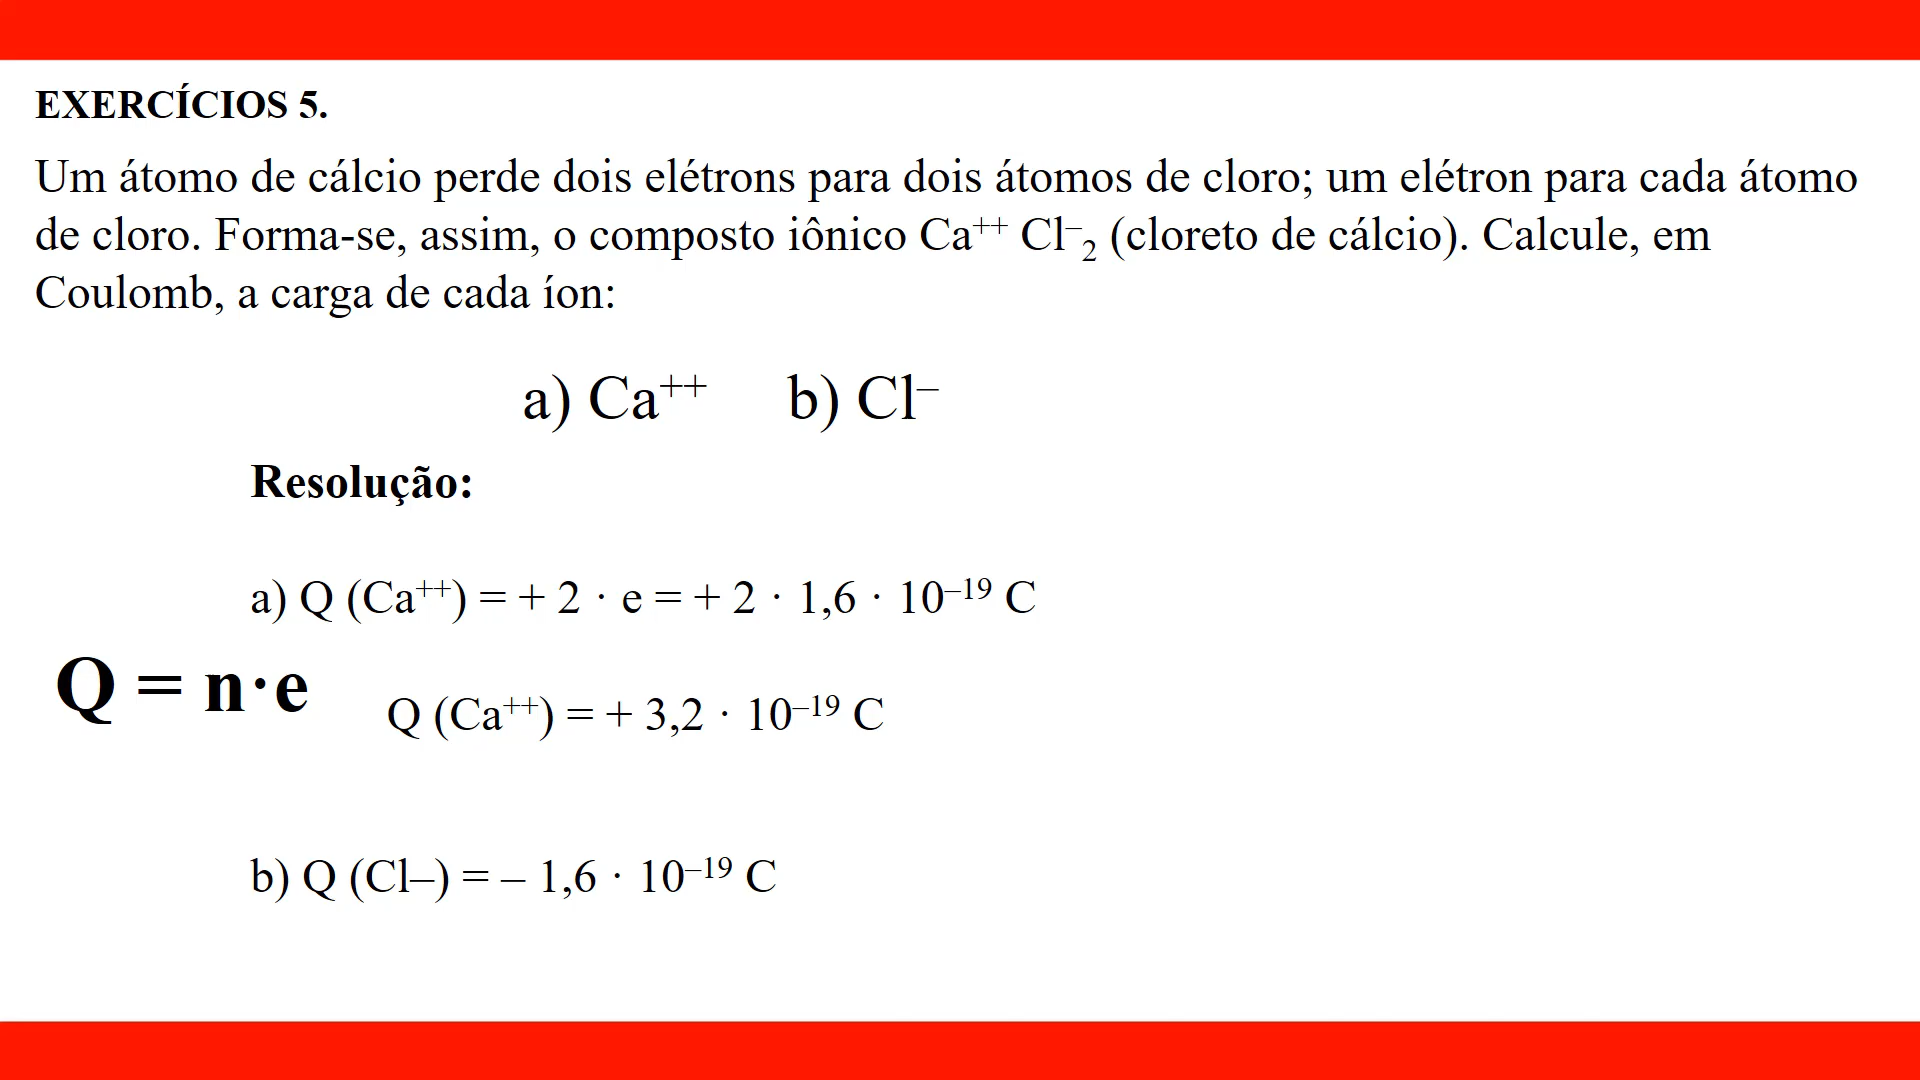 EXERCÍCIOS 5.
Um átomo de cálcio perde dois elétrons para dois átomos de cloro; um elétron para cada átomo
de cloro. Forma-se, assim, o composto iônico Ca⁺⁺ Cl⁻₂ (cloreto de cálcio). Calcule, em
Coulomb, a carga de cada íon:
a) Ca⁺⁺ b) Cl⁻
Resolução:
a) Q (Ca⁺⁺) = + 2 · e = + 2 · 1,6 · 10⁻¹⁹ C
Q = n·e
Q (Ca⁺⁺) = + 3,2 · 10⁻¹⁹ C
b) Q (Cl–) = – 1,6 · 10⁻¹⁹ C